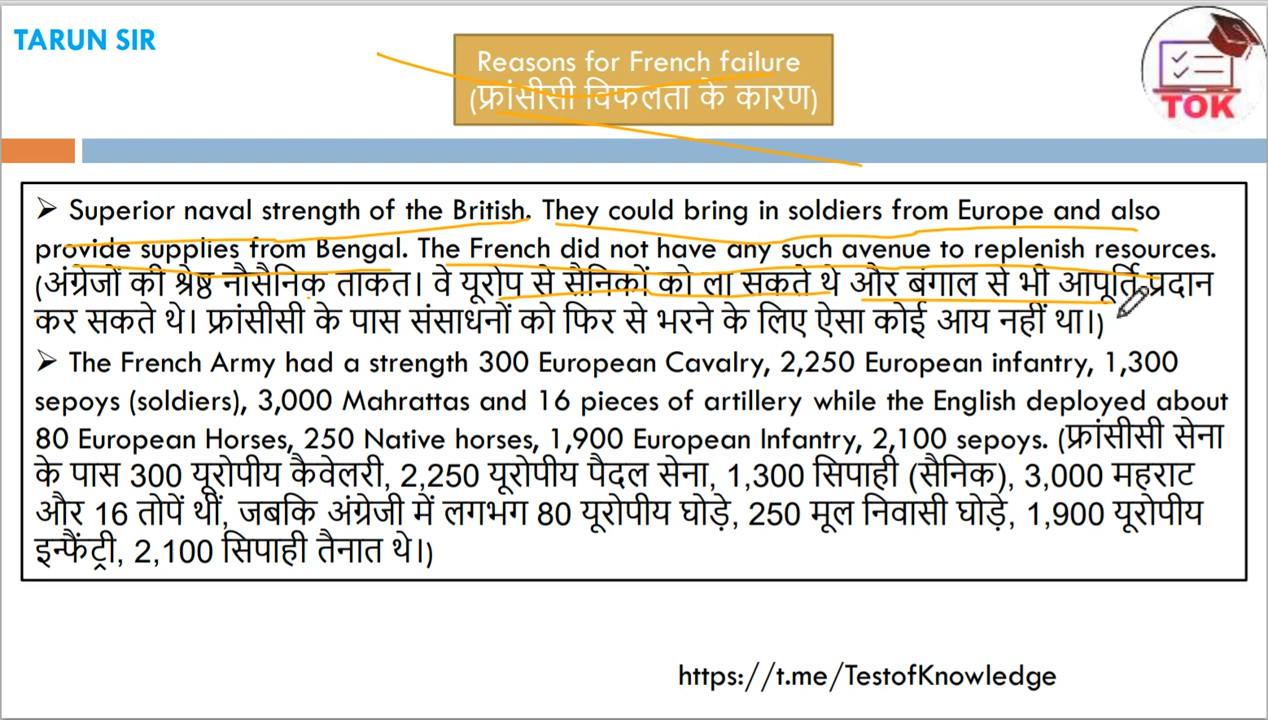 TARUN SIR
Reasons for French failure
(फ्रांसीसी विफलता के कारण)
TOK
➢ Superior naval strength of the British. They could bring in soldiers from Europe and also
provide supplies from Bengal. The French did not have any such avenue to replenish resources.
(अंग्रेजों की श्रेष्ठ नौसैनिक ताकत। वे यूरोप से सैनिकों को ला सकते थे और बंगाल से भी आपूर्ति प्रदान
कर सकते थे। फ्रांसीसी के पास संसाधनों को फिर से भरने के लिए ऐसा कोई आय नहीं था।)
➢ The French Army had a strength 300 European Cavalry, 2,250 European infantry, 1,300
sepoys (soldiers), 3,000 Mahrattas and 16 pieces of artillery while the English deployed about
80 European Horses, 250 Native horses, 1,900 European Infantry, 2,100 sepoys. (फ्रांसीसी सेना
के पास 300 यूरोपीय कैवेलरी, 2,250 यूरोपीय पैदल सेना, 1,300 सिपाही (सैनिक), 3,000 महराट
और 16 तोपें थीं, जबकि अंग्रेजी में लगभग 80 यूरोपीय घोड़े, 250 मूल निवासी घोड़े, 1,900 यूरोपीय
इन्फैंट्री, 2,100 सिपाही तैनात थे।)
https://t.me/TestofKnowledge